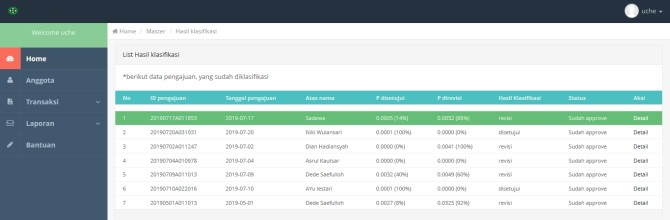 uche
Welcome uche
Home / Master / Hasil klasifikasi
Home
Anggota
Transaksi
Laporan
Bantuan
List Hasil klasifikasi
*berikut data pengajuan, yang sudah diklasifikasi
No ID pengajuan Tanggal pengajuan Atas nama P disetujui P direvisi Hasil Klasifikasi Status Aksi
1 20190717A011853 2019-07-17 Sadewa 0.0005 (14%) 0.0032 (86%) revisi Sudah approve Detail
2 20190720A031031 2019-07-20 Niki Wulansari 0.0001 (100%) 0.0000 (0%) disetujui Sudah approve Detail
3 20190702A011247 2019-07-02 Dian Hadiansyah 0.0000 (0%) 0.0041 (100%) revisi Sudah approve Detail
4 20190704A010978 2019-07-04 Asrul Kautsar 0.0000 (0%) 0.0000 (0%) revisi Sudah approve Detail
5 20190709A011013 2019-07-09 Dede Saefulloh 0.0032 (40%) 0.0049 (60%) revisi Sudah approve Detail
6 20190710A022016 2019-07-10 AYu lestari 0.0001 (100%) 0.0000 (0%) disetujui Sudah approve Detail
7 20190501A011013 2019-05-01 Dede Saefulloh 0.0027 (8%) 0.0325 (92%) revisi Sudah approve Detail